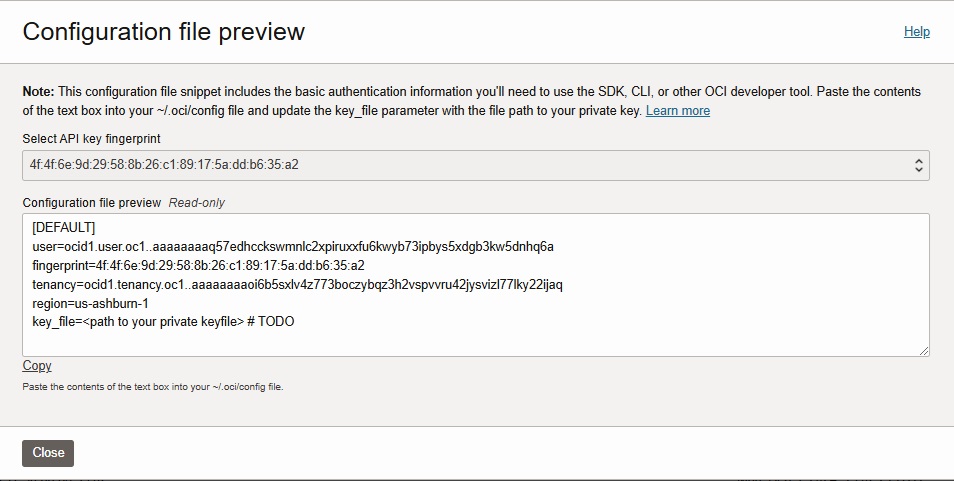 Configuration file preview
Help
Note: This configuration file snippet includes the basic authentication information you'll need to use the SDK, CLI, or other OCI developer tool. Paste the contents
of the text box into your ~/.oci/config file and update the key_file parameter with the file path to your private key. Learn more
Select API key fingerprint
4f:4f:6e:9d:29:58:8b:26:c1:89:17:5a:dd:b6:35:a2
Configuration file preview Read-only
[DEFAULT]
user=ocid1.user.oc1..aaaaaaaaq57edhcckswmnlc2xpiruxxfu6kwyb73ipbys5xdgb3kw5dnhq6a
fingerprint=4f:4f:6e:9d:29:58:8b:26:c1:89:17:5a:dd:b6:35:a2
tenancy=ocid1.tenancy.oc1..aaaaaaaaoi6b5sxlv4z773boczybqz3h2vspvvru42jysvizl77lky22ijaq
region=us-ashburn-1
key_file=<path to your private keyfile> # TODO
Copy
Paste the contents of the text box into your ~/.oci/config file.
Close